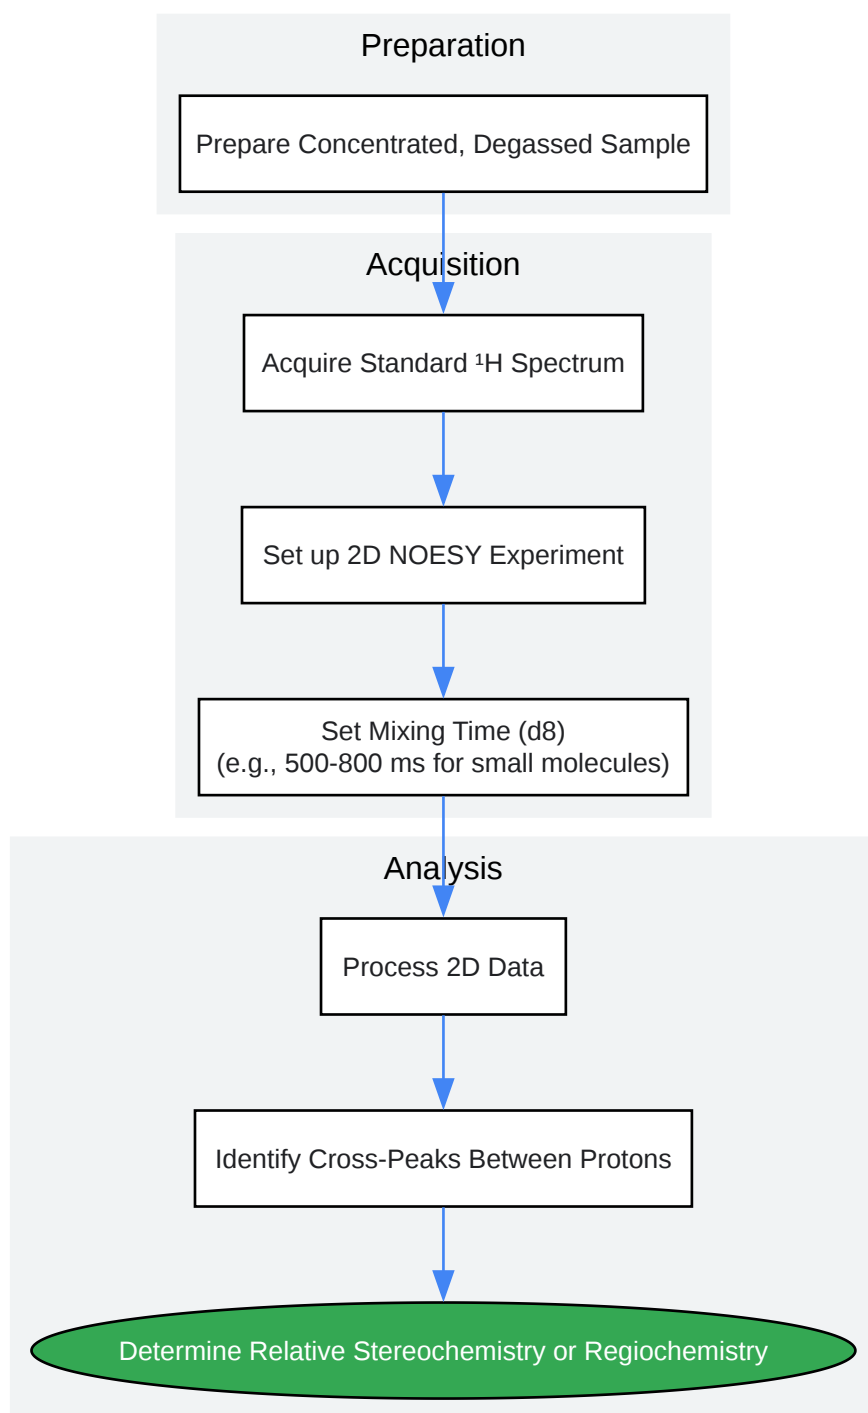 Preparation
Prepare Concentrated, Degassed Sample
Acquisition
Acquire Standard ¹H Spectrum
Set up 2D NOESY Experiment
Set Mixing Time (d8)
(e.g., 500-800 ms for small molecules)
Analysis
Process 2D Data
Identify Cross-Peaks Between Protons
Determine Relative Stereochemistry or Regiochemistry